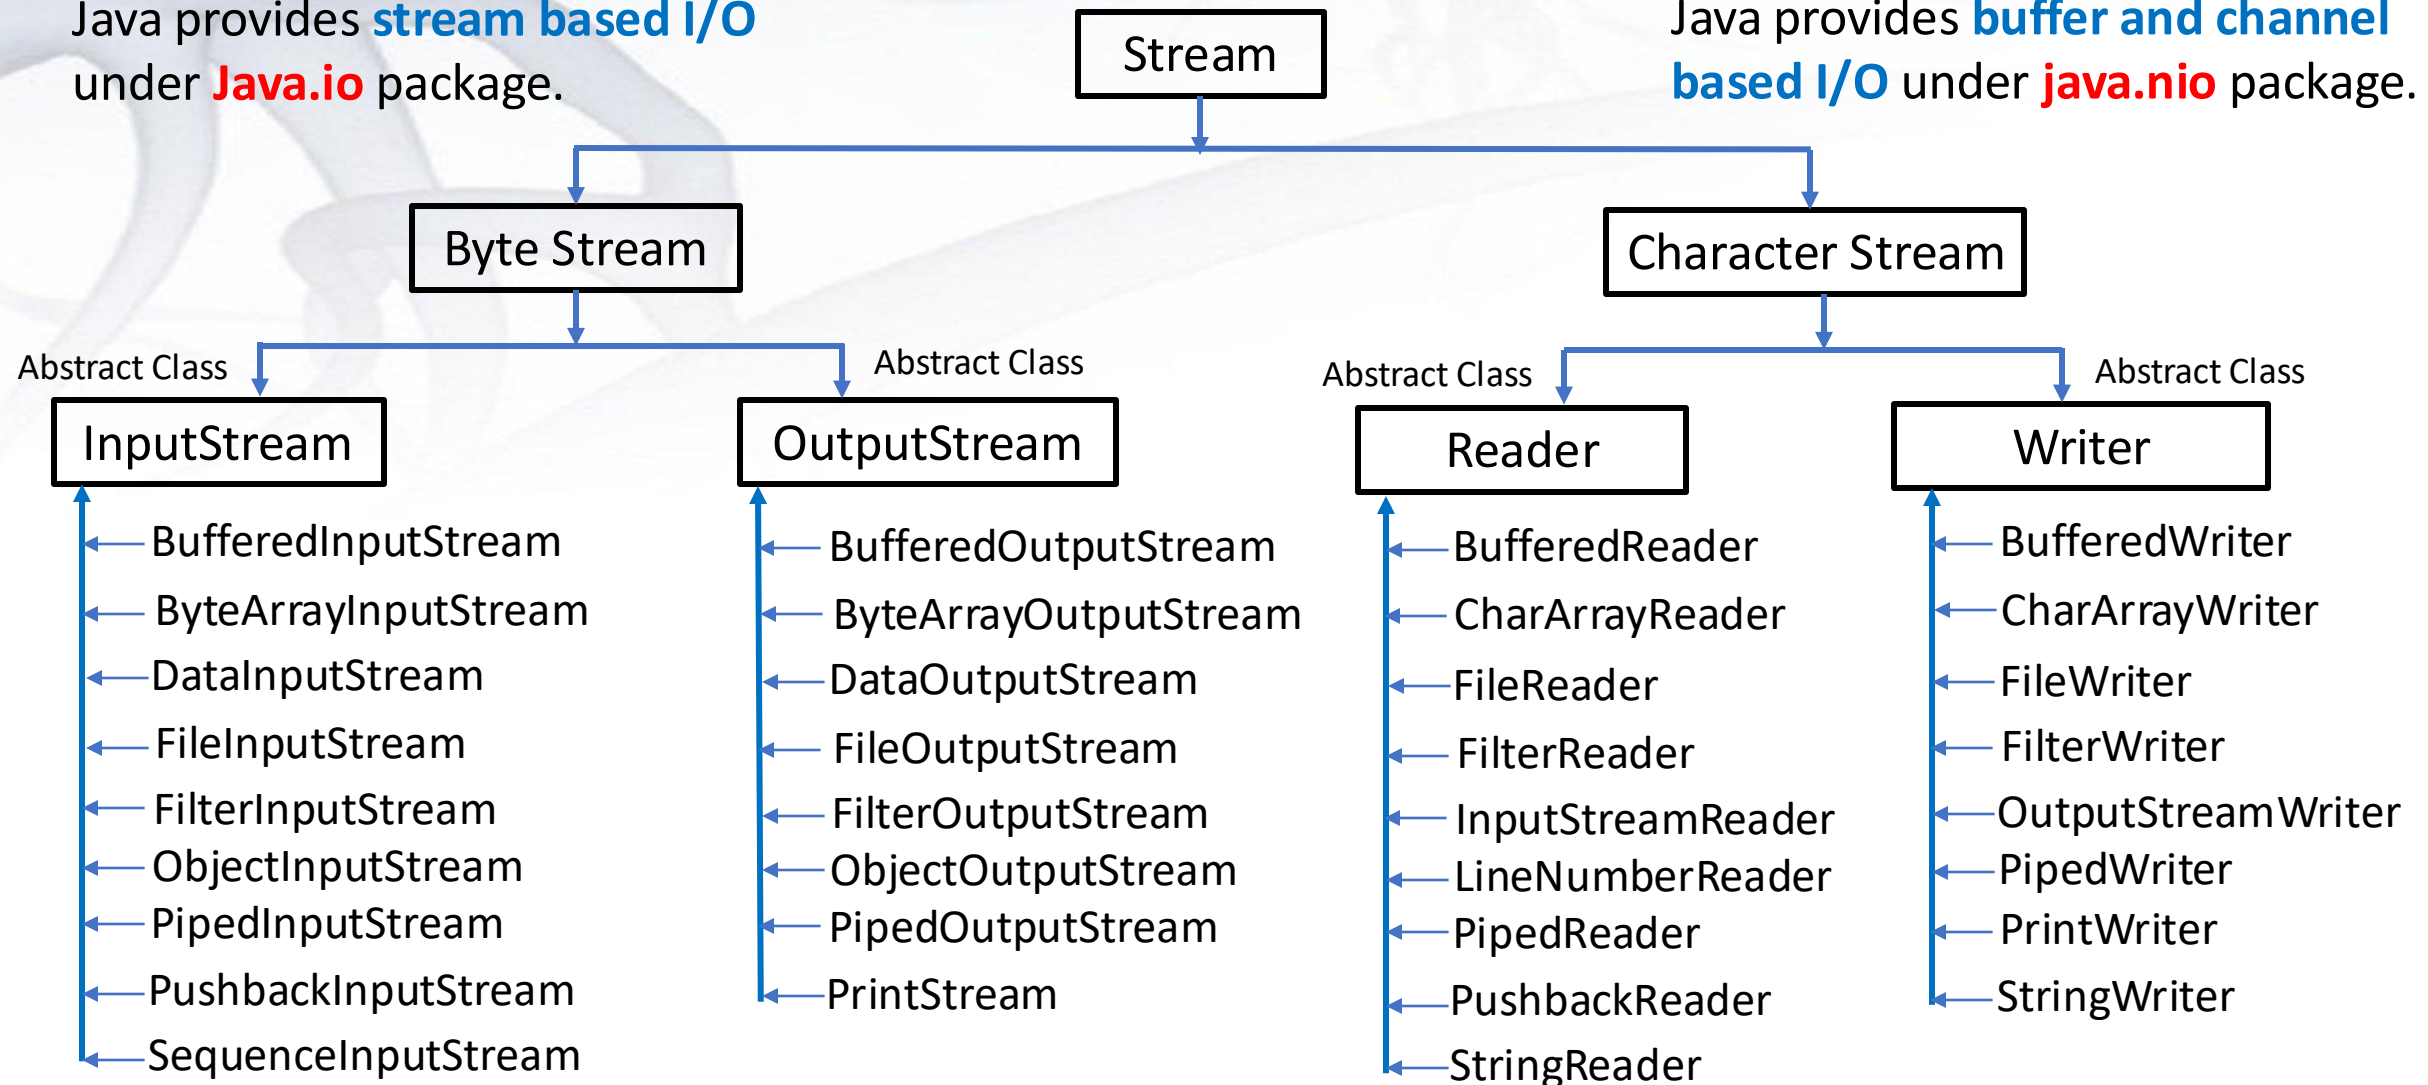 Java provides stream based I/O
under Java.io package.
Stream
Java provides buffer and channel
based I/O under java.nio package.
Byte Stream
Character Stream
Abstract Class
InputStream
BufferedInputStream
ByteArrayInputStream
DataInputStream
FileInputStream
FilterInputStream
ObjectInputStream
PipedInputStream
PushbackInputStream
SequenceInputStream
Abstract Class
OutputStream
BufferedOutputStream
ByteArrayOutputStream
DataOutputStream
FileOutputStream
FilterOutputStream
ObjectOutputStream
PipedOutputStream
PrintStream
Abstract Class
Reader
BufferedReader
CharArrayReader
FileReader
FilterReader
InputStreamReader
LineNumberReader
PipedReader
PushbackReader
StringReader
Abstract Class
Writer
BufferedWriter
CharArrayWriter
FileWriter
FilterWriter
OutputStreamWriter
PipedWriter
PrintWriter
StringWriter